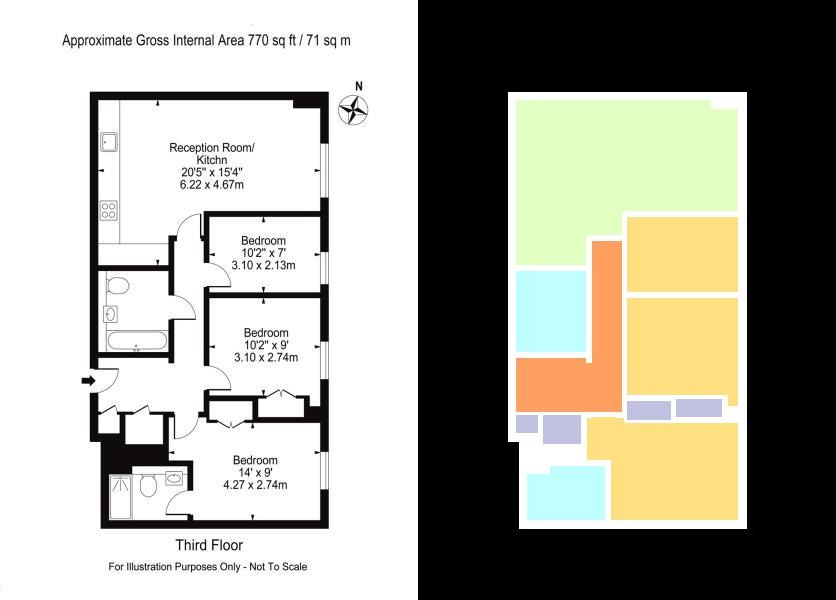 Approximate Gross Internal Area 770 sq ft / 71 sq m
N
Reception Room/
Kitchn
20'5" x 15'4"
6.22 x 4.67m
Bedroom
10'2" x 7'
3.10 x 2.13m
Bedroom
10'2" x 9'
3.10 x 2.74m
Bedroom
14' x 9'
4.27 x 2.74m
Third Floor
For Illustration Purposes Only - Not To Scale